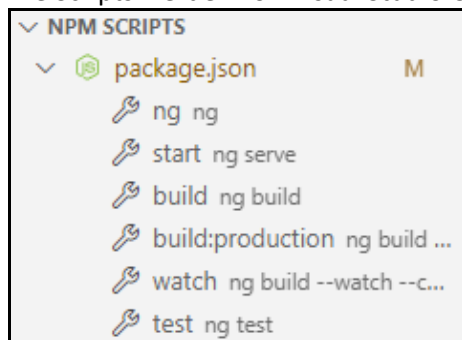 NPM SCRIPTS
package.json M
ng ng
start ng serve
build ng build
build:production ng build ...
watch ng build --watch --c...
test ng test